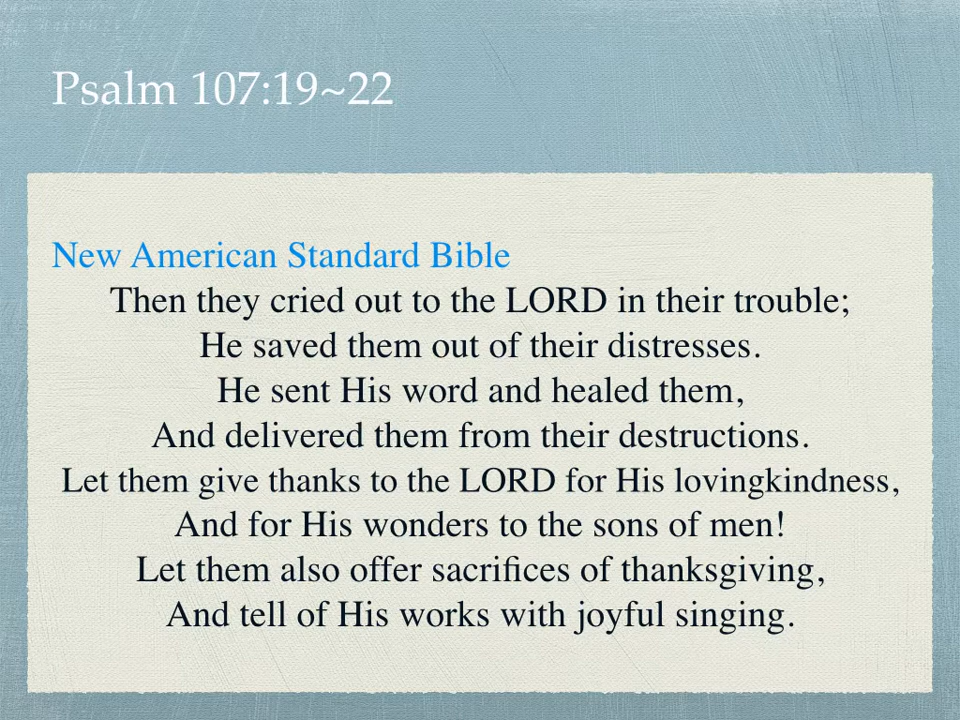 Psalm 107:19~22
New American Standard Bible
Then they cried out to the LORD in their trouble;
He saved them out of their distresses.
He sent His word and healed them,
And delivered them from their destructions.
Let them give thanks to the LORD for His lovingkindness,
And for His wonders to the sons of men!
Let them also offer sacrifices of thanksgiving,
And tell of His works with joyful singing.